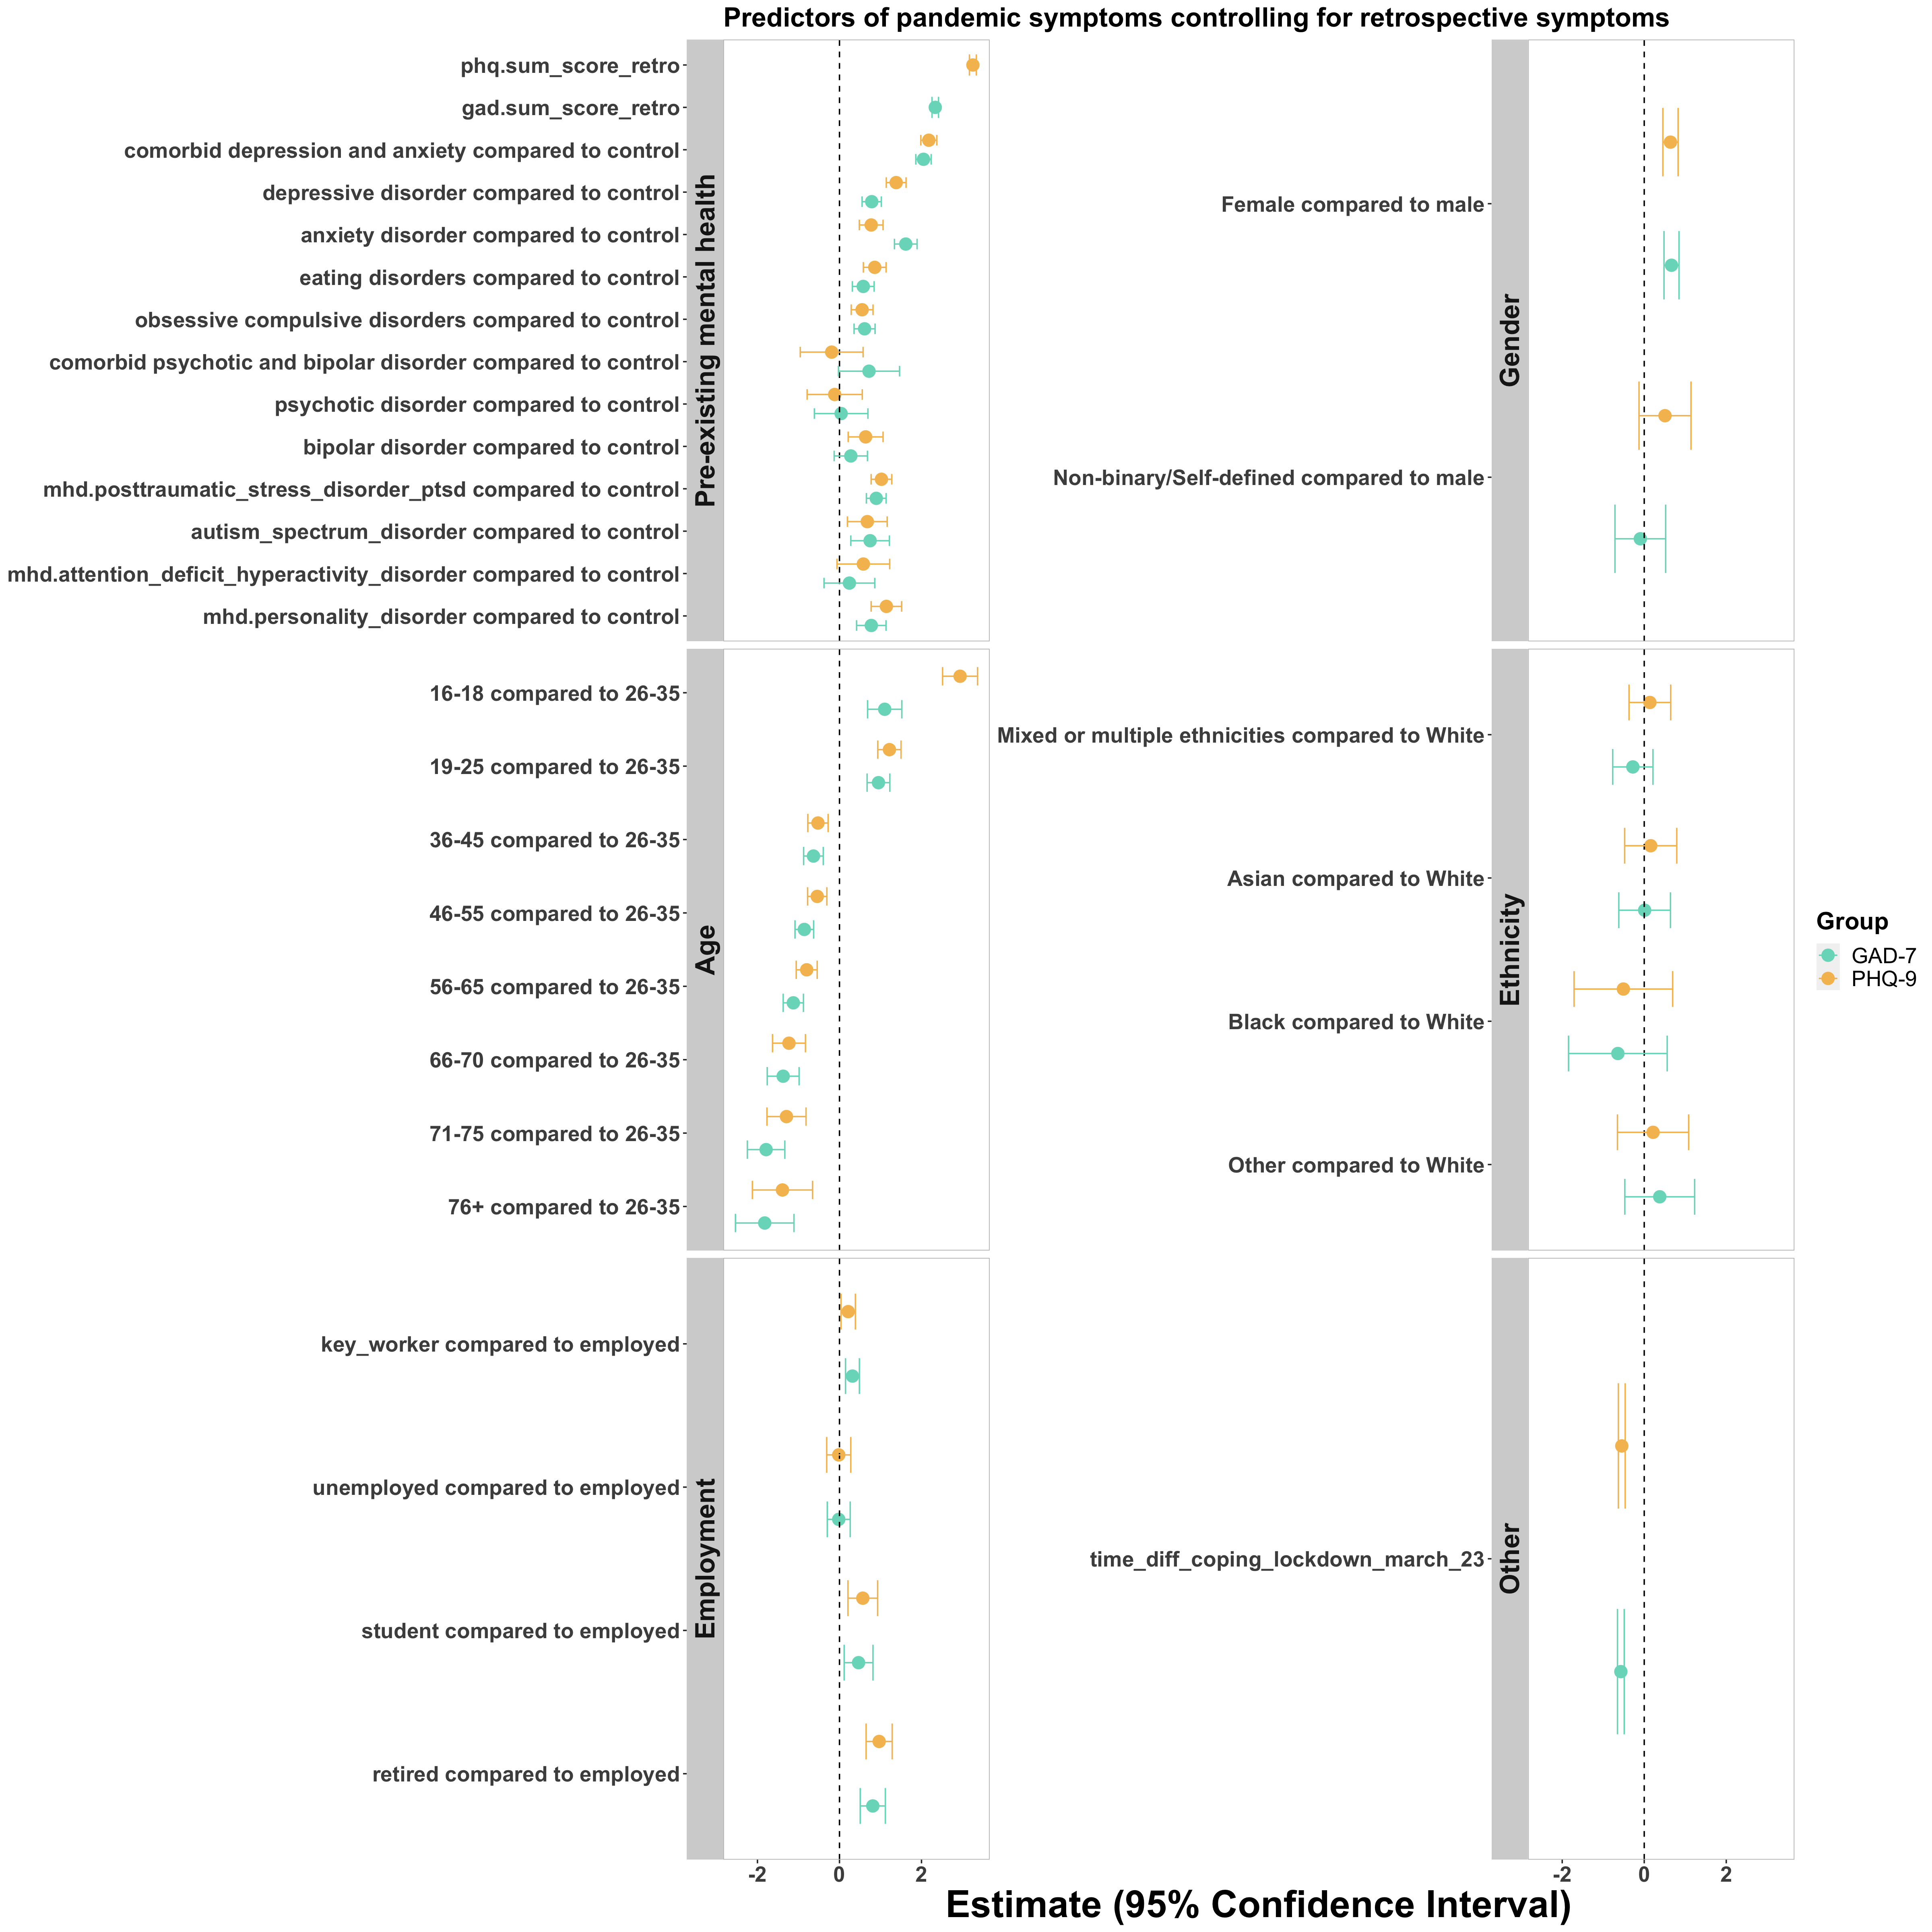 Predictors of pandemic symptoms controlling for retrospective symptoms
phq.sum_score_retro
gad.sum_score_retro
comorbid depression and anxiety compared to control
depressive disorder compared to control
anxiety disorder compared to control
eating disorders compared to control
obsessive compulsive disorders compared to control
comorbid psychotic and bipolar disorder compared to control
psychotic disorder compared to control
bipolar disorder compared to control
mhd.posttraumatic_stress_disorder_ptsd compared to control
autism_spectrum_disorder compared to control
mhd.attention_deficit_hyperactivity_disorder compared to control
mhd.personality_disorder compared to control
Pre-existing mental health
Female compared to male
Non-binary/Self-defined compared to male
Gender
16-18 compared to 26-35
19-25 compared to 26-35
36-45 compared to 26-35
46-55 compared to 26-35
56-65 compared to 26-35
66-70 compared to 26-35
71-75 compared to 26-35
76+ compared to 26-35
Age
Mixed or multiple ethnicities compared to White
Asian compared to White
Black compared to White
Other compared to White
Ethnicity
key_worker compared to employed
unemployed compared to employed
student compared to employed
retired compared to employed
Employment
time_diff_coping_lockdown_march_23
Other
-2 0 2
-2 0 2
Estimate (95% Confidence Interval)
Group
GAD-7
PHQ-9